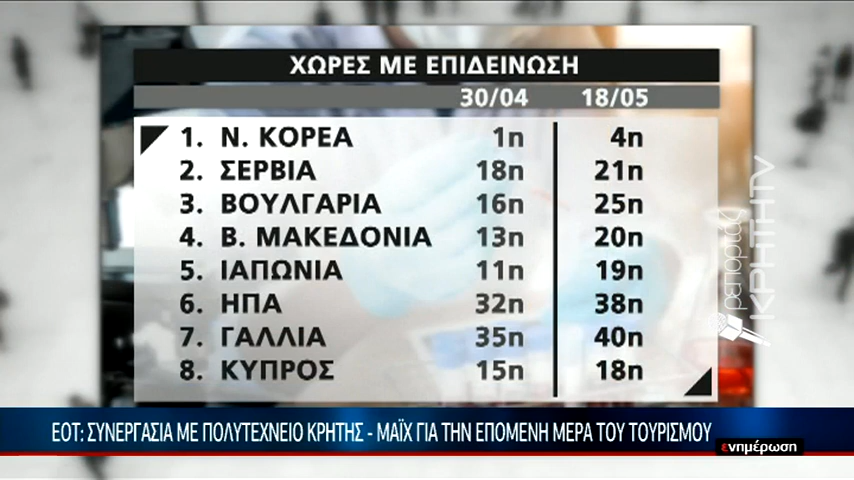 ΧΩΡΕΣ ΜΕ ΕΠΙΔΕΙΝΩΣΗ
30/04 18/05
1. Ν. ΚΟΡΕΑ 1η 4η
2. ΣΕΡΒΙΑ 18η 21η
3. ΒΟΥΛΓΑΡΙΑ 16η 25η
4. Β. ΜΑΚΕΔΟΝΙΑ 13η 20η
5. ΙΑΠΩΝΙΑ 11η 19η
6. ΗΠΑ 32η 38η
7. ΓΑΛΛΙΑ 35η 40η
8. ΚΥΠΡΟΣ 15η 18η
ρεπορτάζ
ΚΡΗΤΗTV
ΕΟΤ: ΣΥΝΕΡΓΑΣΙΑ ΜΕ ΠΟΛΥΤΕΧΝΕΙΟ ΚΡΗΤΗΣ - ΜΑΪΧ ΓΙΑ ΤΗΝ ΕΠΟΜΕΝΗ ΜΕΡΑ ΤΟΥ ΤΟΥΡΙΣΜΟΥ
ενημέρωση